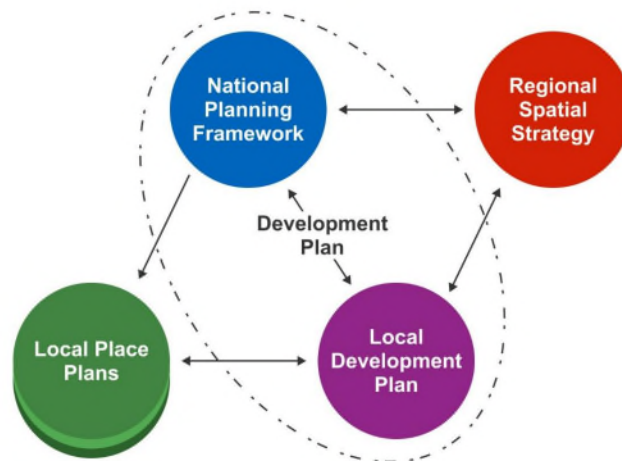 National
Planning
Framework
Regional
Spatial
Strategy
Development
Plan
Local Place
Plans
Local
Development
Plan